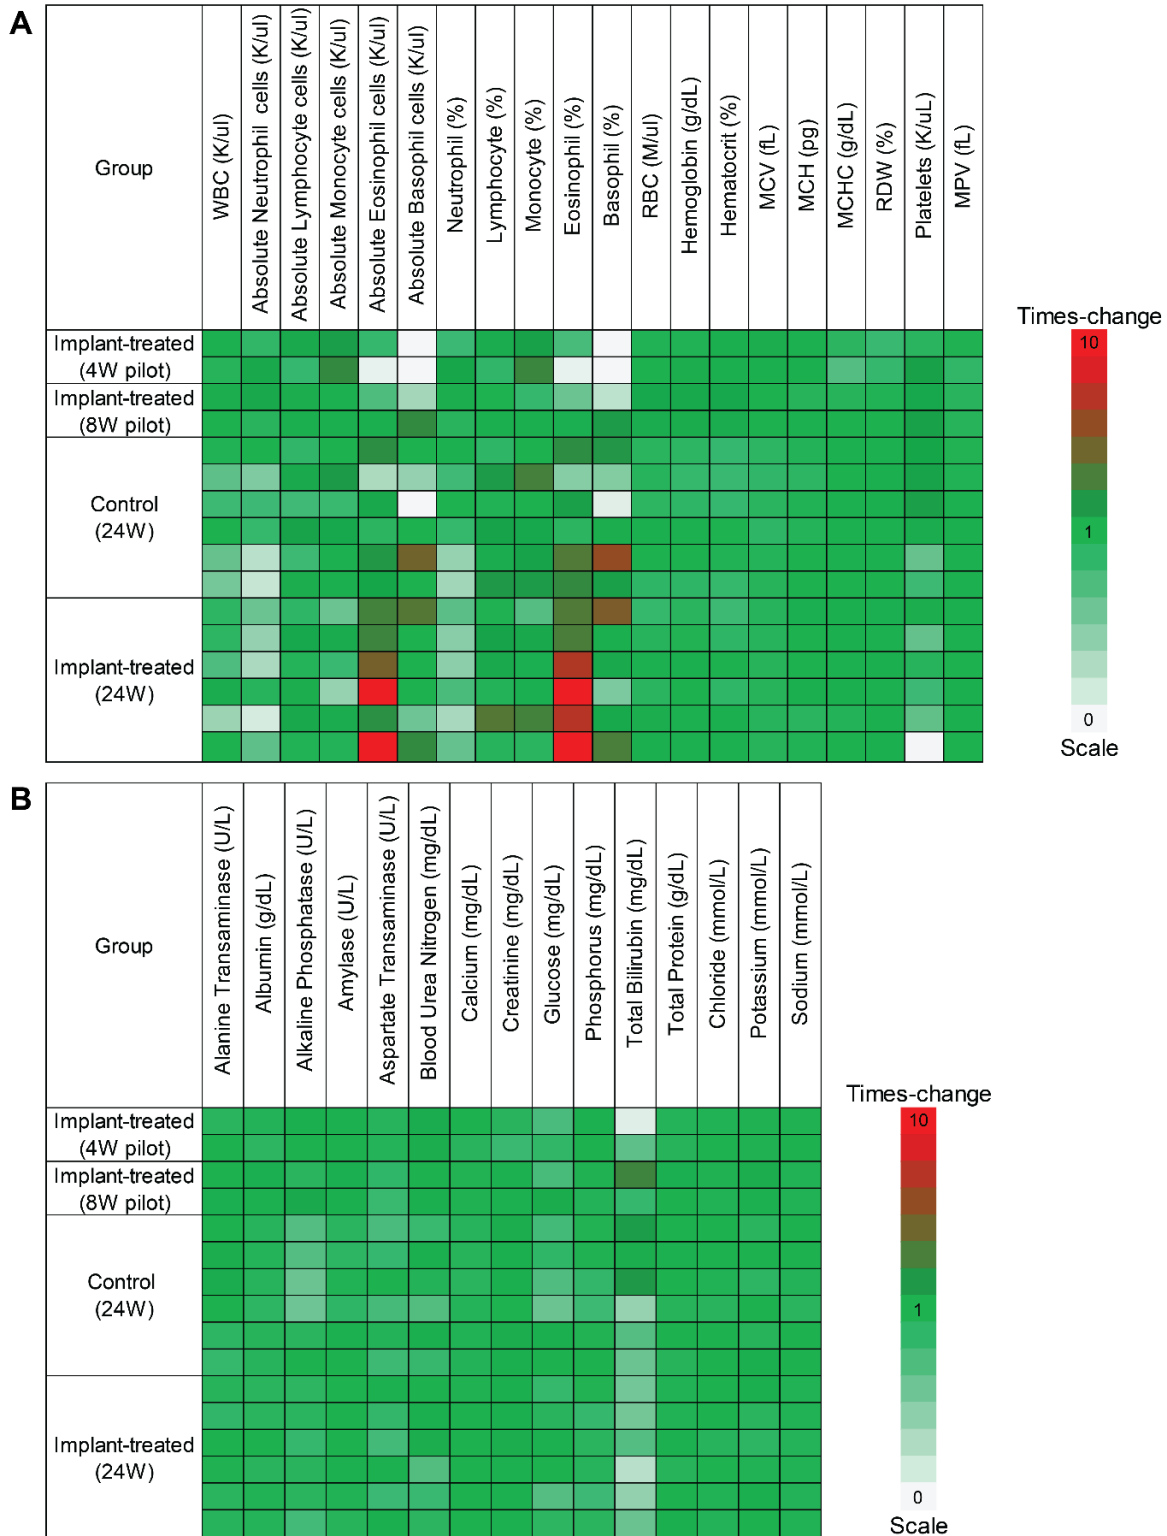 A
Group
WBC (K/ul)
Absolute Neutrophil cells (K/ul)
Absolute Lymphocyte cells (K/ul)
Absolute Monocyte cells (K/ul)
Absolute Eosinophil cells (K/ul)
Absolute Basophil cells (K/ul)
Neutrophil (%)
Lymphocyte (%)
Monocyte (%)
Eosinophil (%)
Basophil (%)
RBC (M/ul)
Hemoglobin (g/dL)
Hematocrit (%)
MCV (fL)
MCH (pg)
MCHC (g/dL)
RDW (%)
Platelets (K/uL)
MPV (fL)
Implant-treated
(4W pilot)
Implant-treated
(8W pilot)
Control
(24W)
Implant-treated
(24W)
Times-change
10
1
0
Scale
B
Group
Alanine Transaminase (U/L)
Albumin (g/dL)
Alkaline Phosphatase (U/L)
Amylase (U/L)
Aspartate Transaminase (U/L)
Blood Urea Nitrogen (mg/dL)
Calcium (mg/dL)
Creatinine (mg/dL)
Glucose (mg/dL)
Phosphorus (mg/dL)
Total Bilirubin (mg/dL)
Total Protein (g/dL)
Chloride (mmol/L)
Potassium (mmol/L)
Sodium (mmol/L)
Implant-treated
(4W pilot)
Implant-treated
(8W pilot)
Control
(24W)
Implant-treated
(24W)
Times-change
10
1
0
Scale